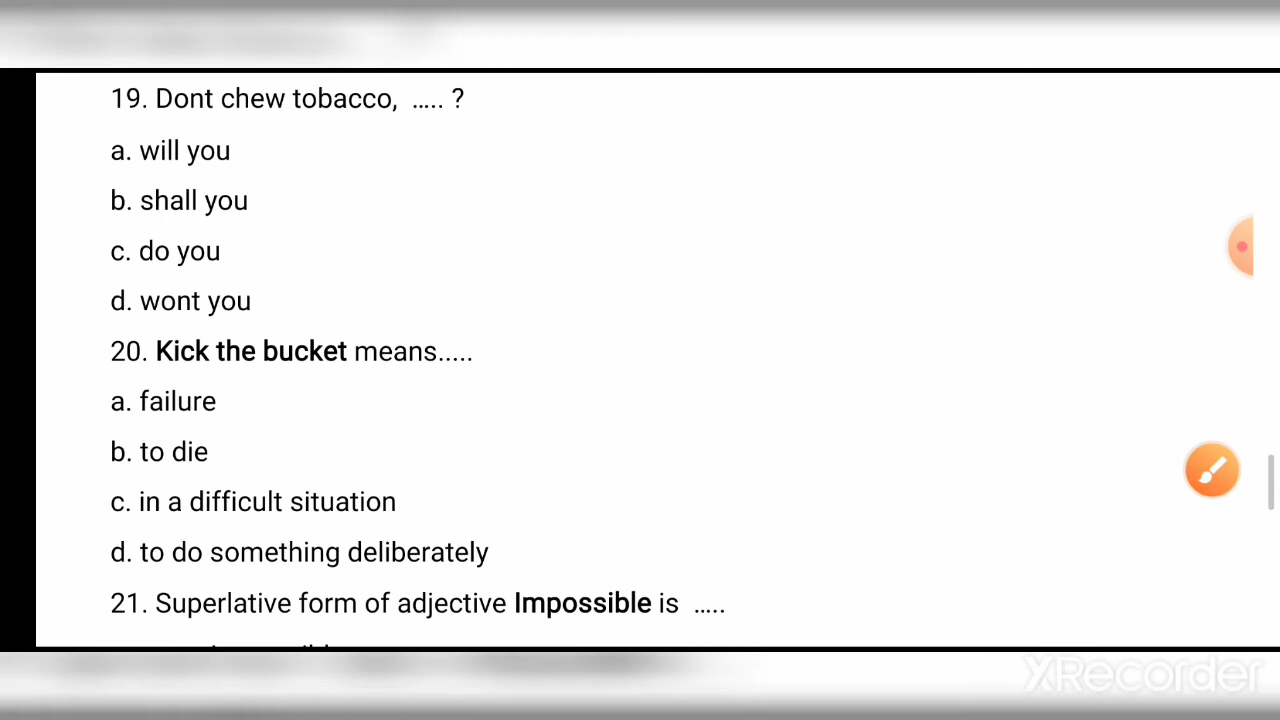 19. Dont chew tobacco,  ..... ?
a. will you
b. shall you
c. do you
d. wont you
20. Kick the bucket means.....
a. failure
b. to die
c. in a difficult situation
d. to do something deliberately
21. Superlative form of adjective Impossible is  .....
XRecorder